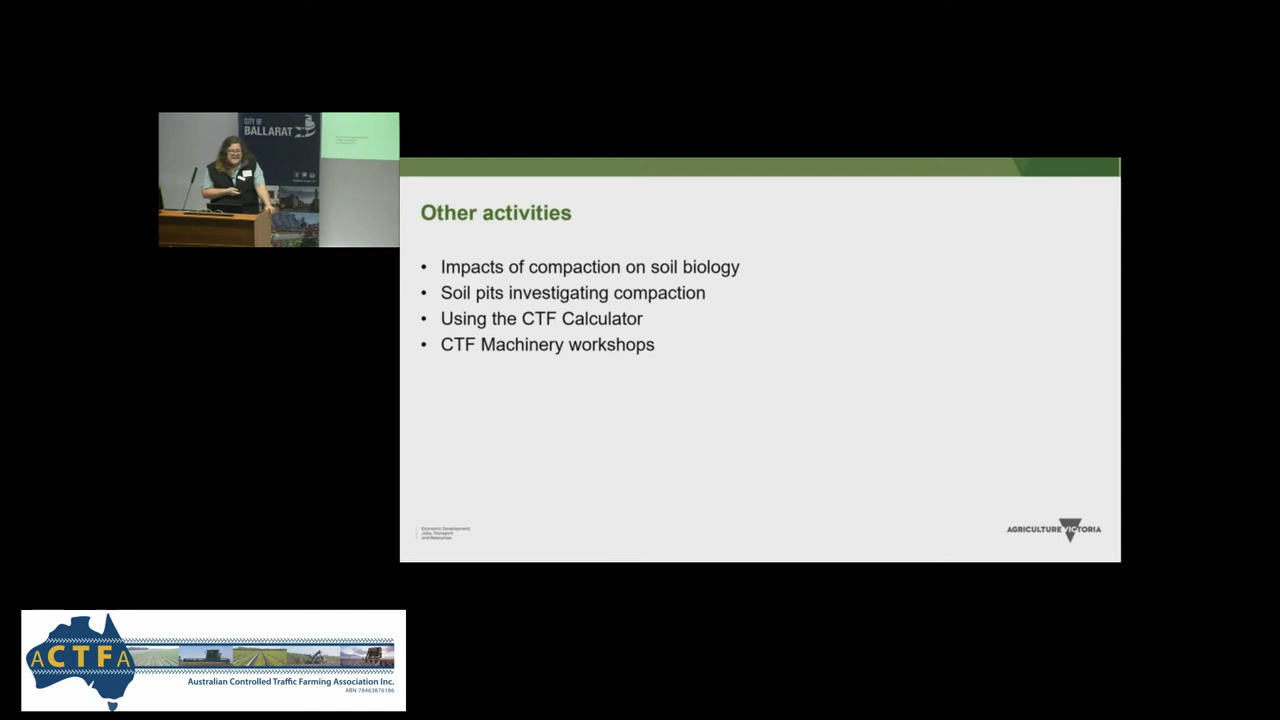 CITY OF
BALLARAT
Other activities
• Impacts of compaction on soil biology
• Soil pits investigating compaction
• Using the CTF Calculator
• CTF Machinery workshops
Economic Development,
Jobs, Transport
and Resources
AGRICULTURE VICTORIA
ACTFA
Australian Controlled Traffic Farming Association Inc.
ABN 78463876186